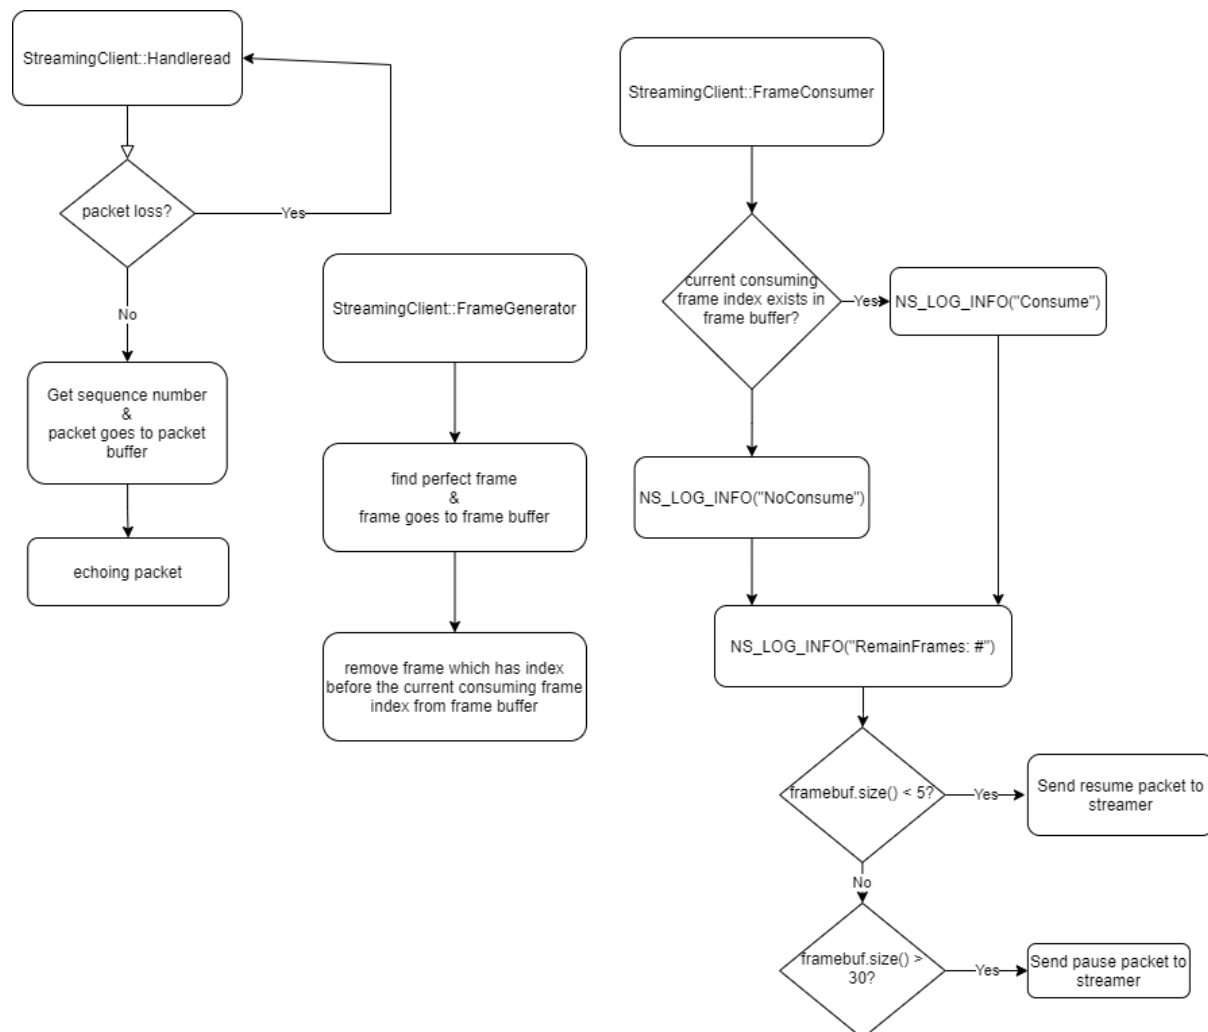 StreamingClient::Handleread
packet loss?
Yes
No
Get sequence number
&
packet goes to packet
buffer
echoing packet
StreamingClient::FrameGenerator
find perfect frame
&
frame goes to frame buffer
remove frame which has index
before the current consuming frame
index from frame buffer
StreamingClient::FrameConsumer
current consuming
frame index exists in
frame buffer?
Yes
NS_LOG_INFO("Consume")
NS_LOG_INFO("NoConsume")
NS_LOG_INFO("RemainFrames: #")
framebuf.size() < 5?
Yes
Send resume packet to
streamer
No
framebuf.size() >
30?
Yes
Send pause packet to
streamer